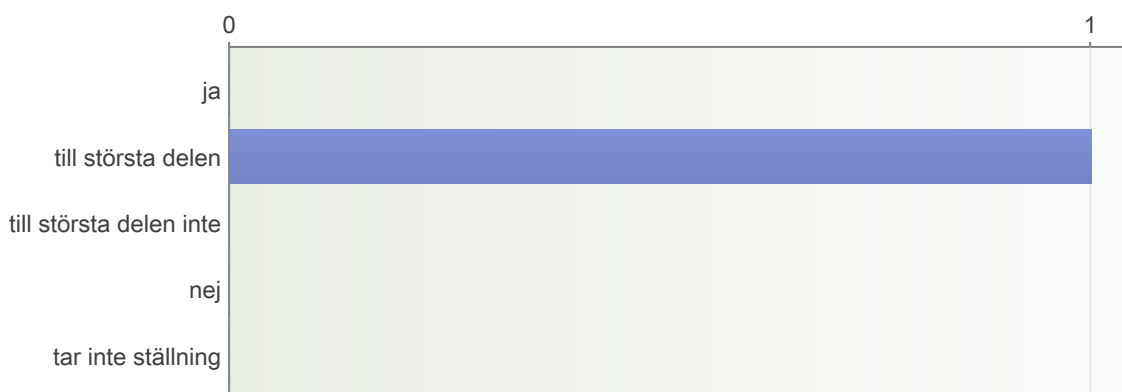 0 1
ja
till största delen
till största delen inte
nej
tar inte ställning